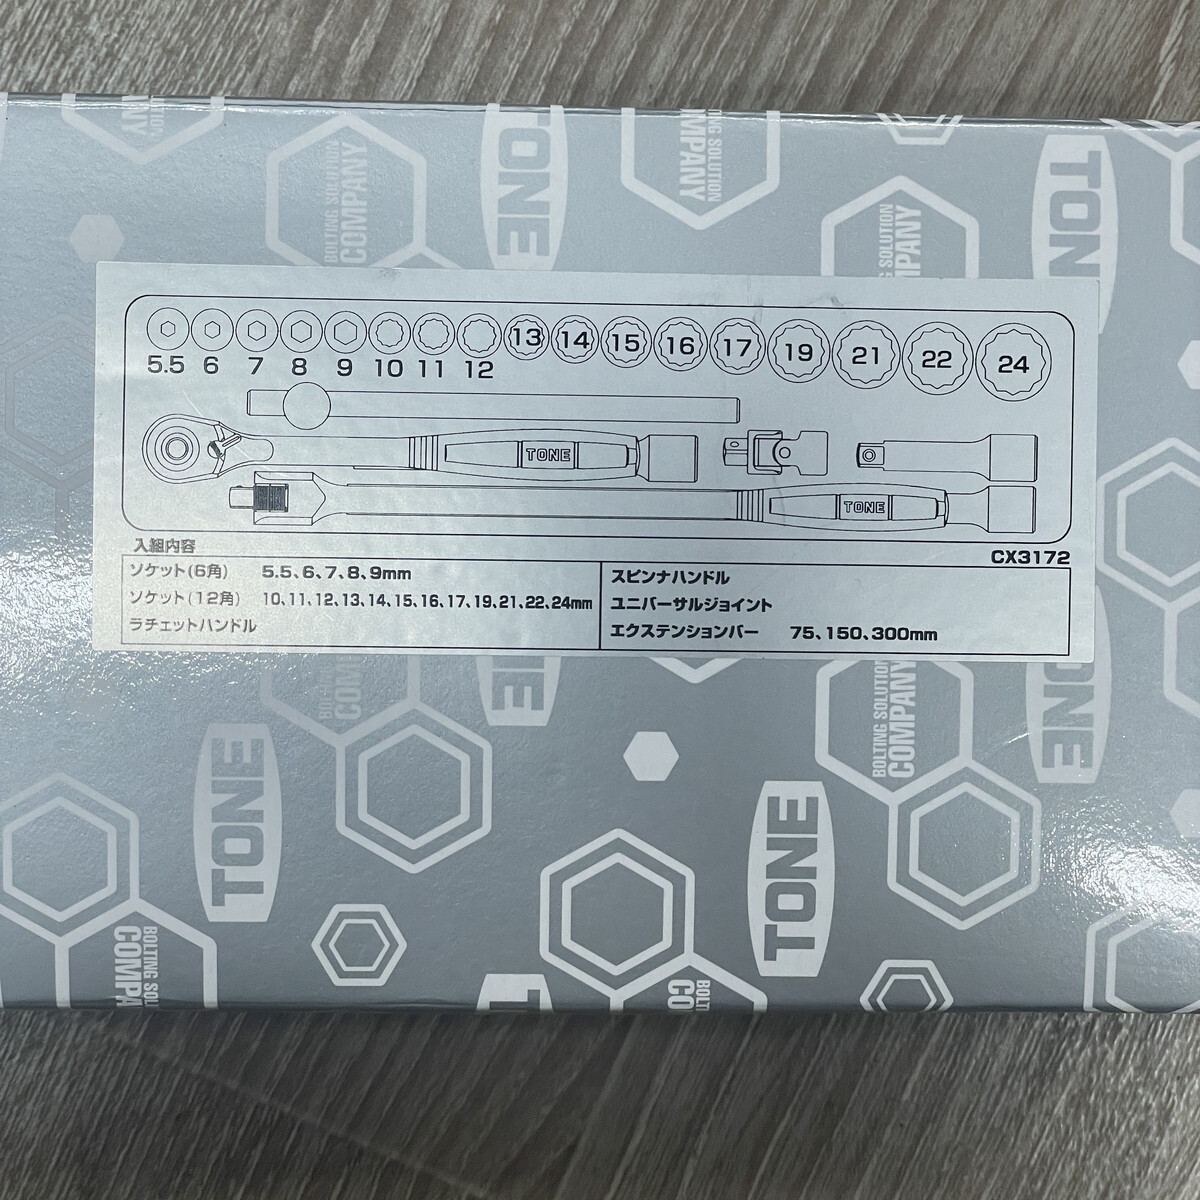 BOLTING SOLUTION
COMPANY
TONE
BOLTING SOLUTION
COMPANY
SOLUTION
TONE
5.5 6 7 8 9 10 11 12 13 14 15 16 17 19 21 22 24
TONE
TONE
入組内容
CX3172
ソケット(6角) 5.5、6、7、8、9mm
ソケット(12角) 10、11、12、13、14、15、16、17、19、21、22、24mm
ラチェットハンドル
スピンナハンドル
ユニバーサルジョイント
エクステンションバー 75、150、300mm
TONE
BOLTING SOLUTION
COMPANY
TONE
TONE
TONE